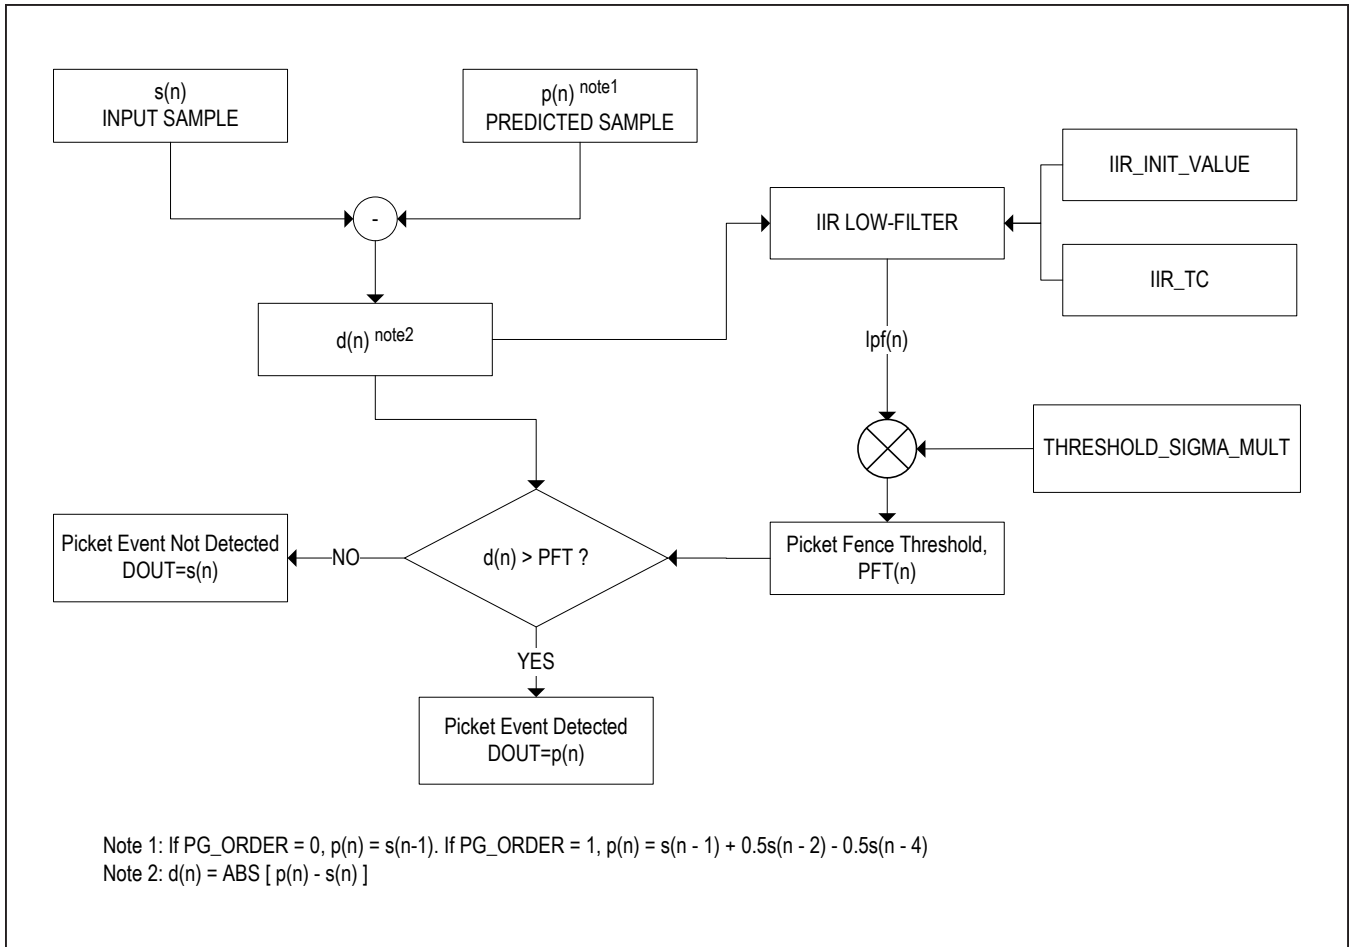 s(n)
INPUT SAMPLE
p(n) note1
PREDICTED SAMPLE
-
IIR_INIT_VALUE
IIR LOW-FILTER
IIR_TC
d(n) note2
lpf(n)
THRESHOLD_SIGMA_MULT
Picket Event Not Detected
DOUT=s(n)
NO
d(n) > PFT ?
Picket Fence Threshold,
PFT(n)
YES
Picket Event Detected
DOUT=p(n)
Note 1: If PG_ORDER = 0, p(n) = s(n-1). If PG_ORDER = 1, p(n) = s(n - 1) + 0.5s(n - 2) - 0.5s(n - 4)
Note 2: d(n) = ABS [ p(n) - s(n) ]